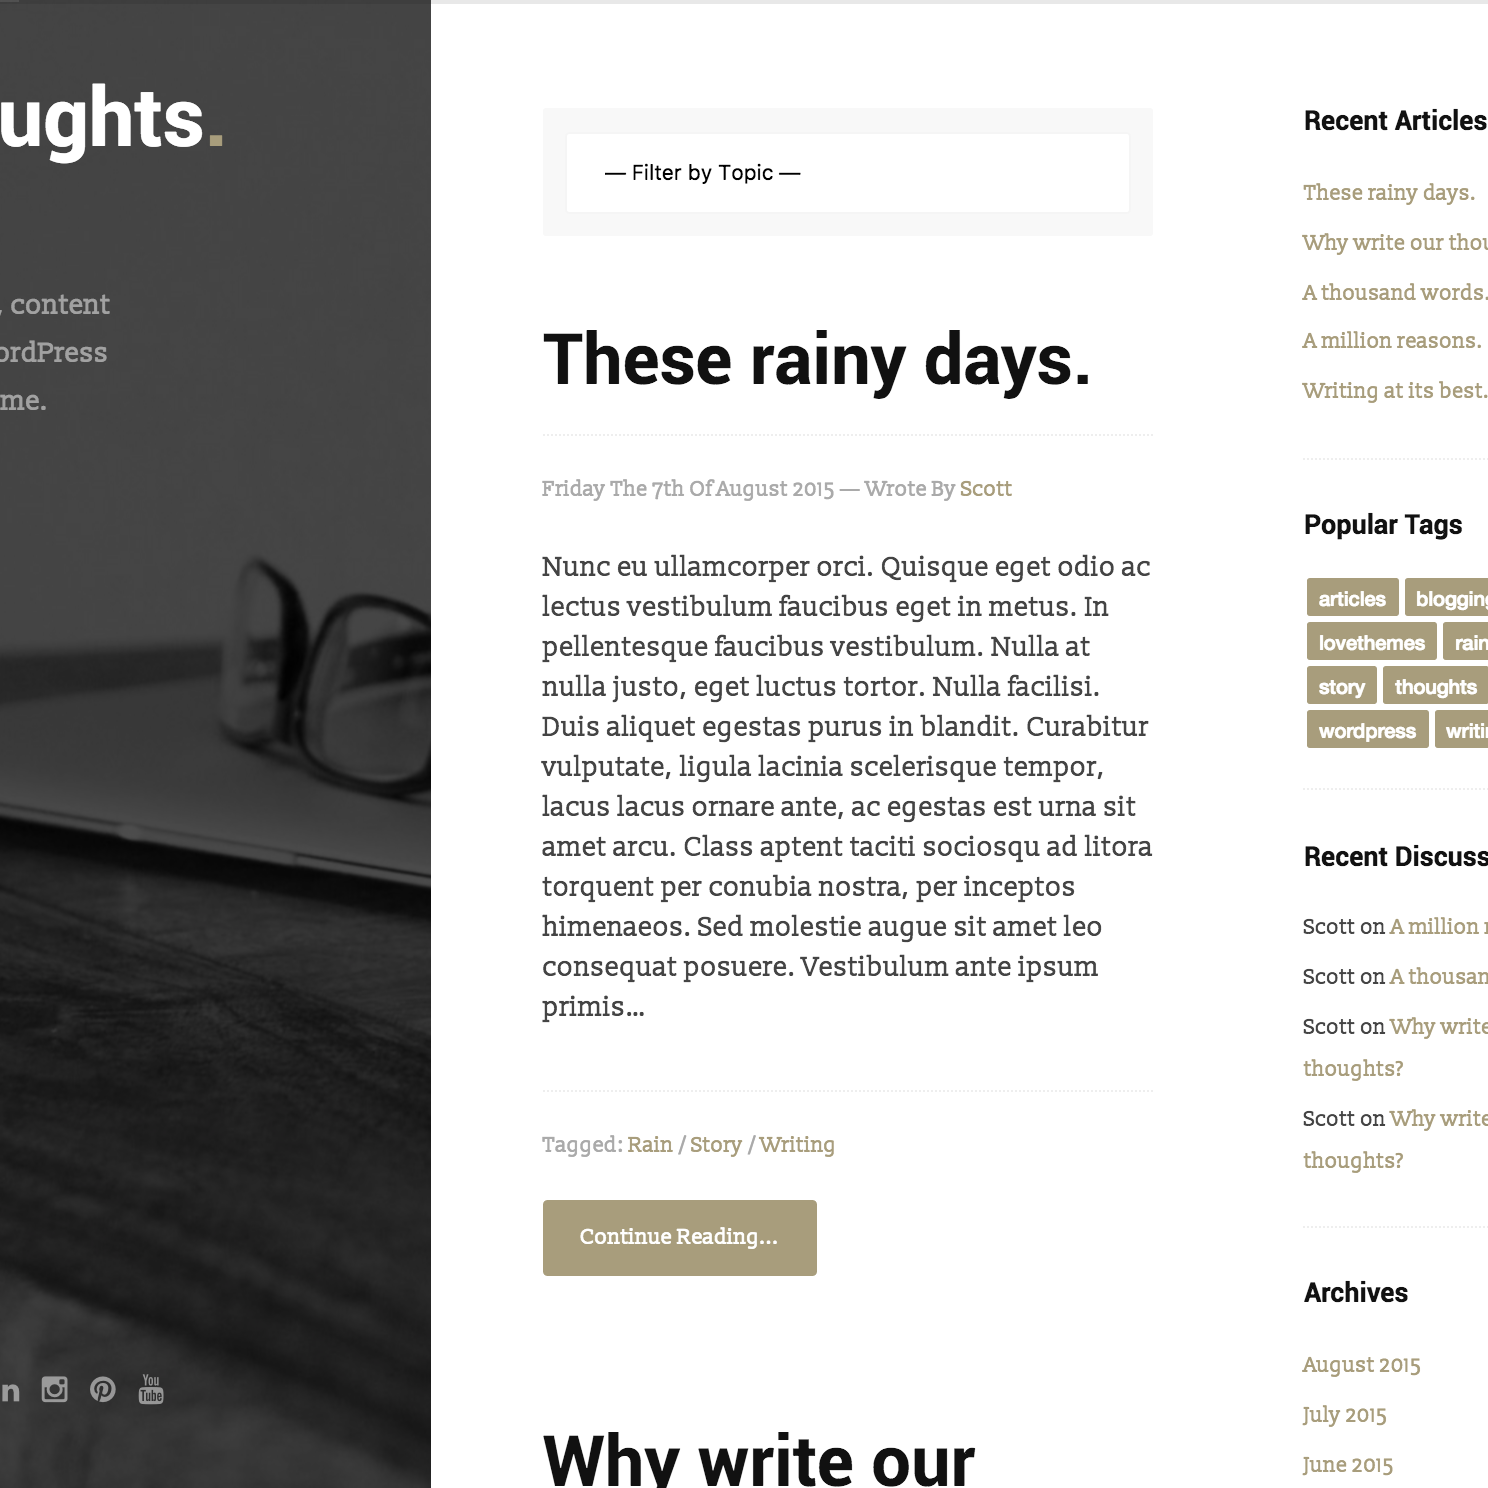 ughts.
, content
ordPress
me.
— Filter by Topic —
These rainy days.
Friday The 7th Of August 2015 — Wrote By Scott
Nunc eu ullamcorper orci. Quisque eget odio ac
lectus vestibulum faucibus eget in metus. In
pellentesque faucibus vestibulum. Nulla at
nulla justo, eget luctus tortor. Nulla facilisi.
Duis aliquet egestas purus in blandit. Curabitur
vulputate, ligula lacinia scelerisque tempor,
lacus lacus ornare ante, ac egestas est urna sit
amet arcu. Class aptent taciti sociosqu ad litora
torquent per conubia nostra, per inceptos
himenaeos. Sed molestie augue sit amet leo
consequat posuere. Vestibulum ante ipsum
primis...
Tagged: Rain / Story / Writing
Continue Reading...
Why write our
Recent Articles
These rainy days.
Why write our thou
A thousand words.
A million reasons.
Writing at its best.
Popular Tags
articles blogging
lovethemes rain
story thoughts
wordpress writi
Recent Discuss
Scott on A million r
Scott on A thousan
Scott on Why write
thoughts?
Scott on Why write
thoughts?
Archives
August 2015
July 2015
June 2015
in
You Tube